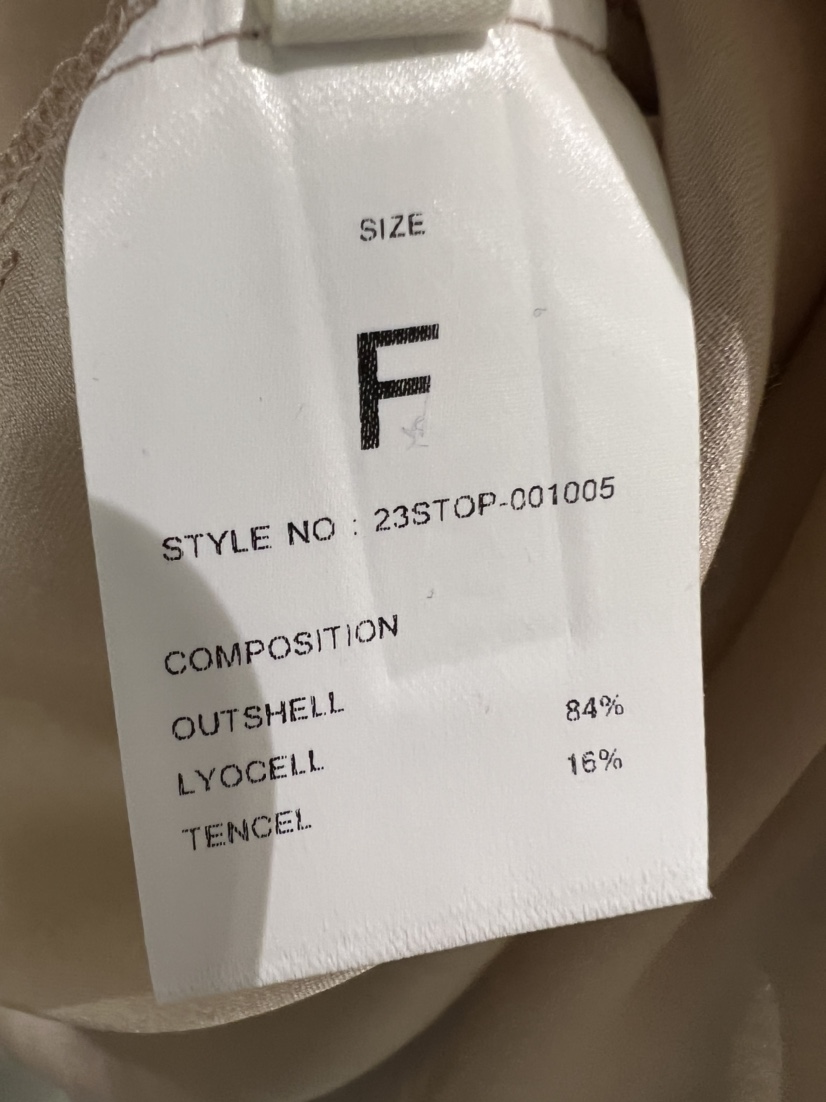 SIZE
F
STYLE NO : 23STOP-001005
COMPOSITION
OUTSHELL
LYOCELL 84%
TENCEL 16%